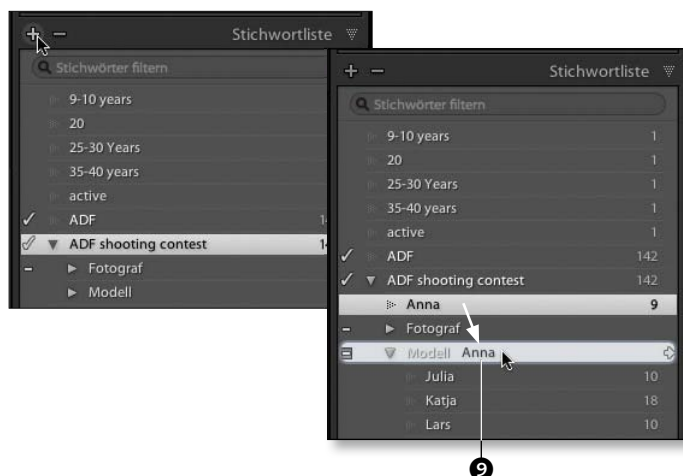 Stichwortliste
Stichwörter filtern
9-10 years
20
25-30 Years
35-40 years
active
ADF
ADF shooting contest
Fotograf
Modell
Stichwortliste
Stichwörter filtern
9-10 years 1
20 1
25-30 Years 1
35-40 years 1
active 1
ADF 142
ADF shooting contest 142
Anna 9
Fotograf
Modell Anna
Julia 10
Katja 18
Lars 10
9